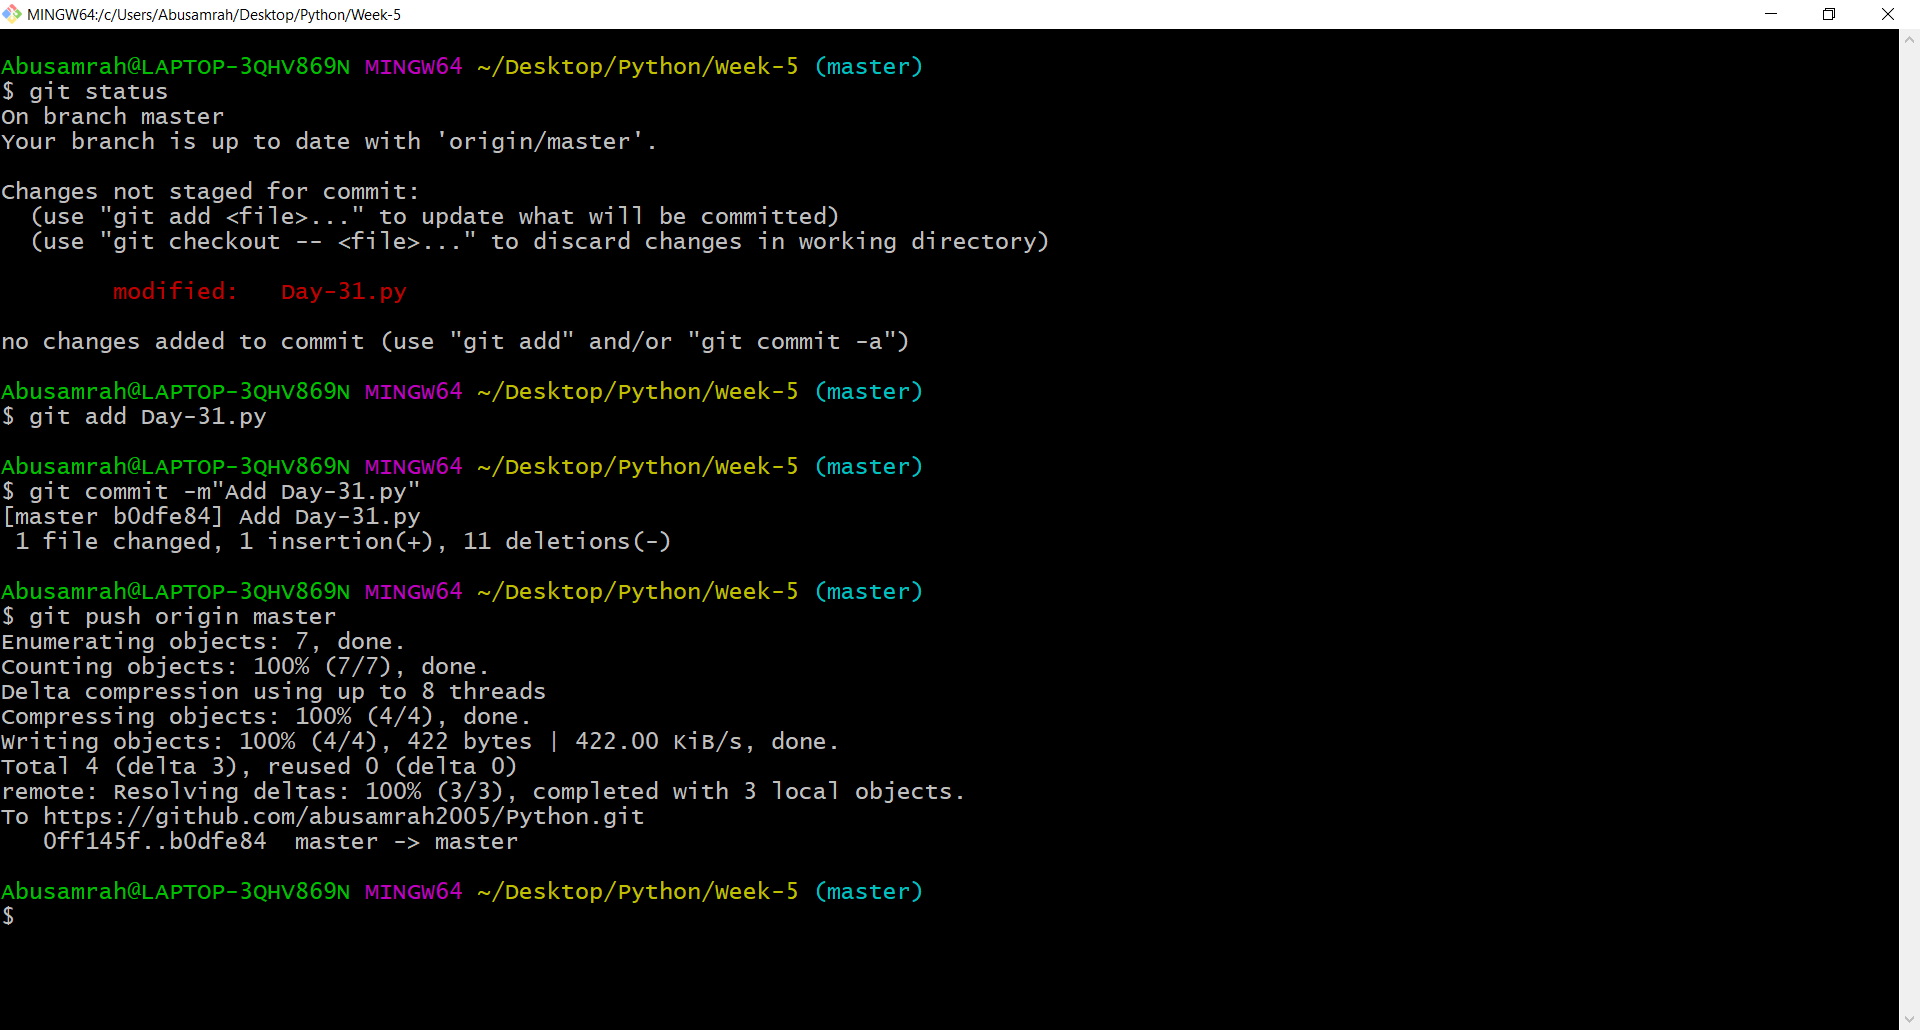 MINGW64:/c/Users/Abusamrah/Desktop/Python/Week-5
Abusamrah@LAPTOP-3QHV869N MINGW64 ~/Desktop/Python/Week-5 (master)
$ git status
On branch master
Your branch is up to date with 'origin/master'.
Changes not staged for commit:
  (use "git add <file>..." to update what will be committed)
  (use "git checkout -- <file>..." to discard changes in working directory)
        modified:   Day-31.py
no changes added to commit (use "git add" and/or "git commit -a")
Abusamrah@LAPTOP-3QHV869N MINGW64 ~/Desktop/Python/Week-5 (master)
$ git add Day-31.py
Abusamrah@LAPTOP-3QHV869N MINGW64 ~/Desktop/Python/Week-5 (master)
$ git commit -m"Add Day-31.py"
[master b0dfe84] Add Day-31.py
 1 file changed, 1 insertion(+), 11 deletions(-)
Abusamrah@LAPTOP-3QHV869N MINGW64 ~/Desktop/Python/Week-5 (master)
$ git push origin master
Enumerating objects: 7, done.
Counting objects: 100% (7/7), done.
Delta compression using up to 8 threads
Compressing objects: 100% (4/4), done.
Writing objects: 100% (4/4), 422 bytes | 422.00 KiB/s, done.
Total 4 (delta 3), reused 0 (delta 0)
remote: Resolving deltas: 100% (3/3), completed with 3 local objects.
To https://github.com/abusamrah2005/Python.git
   0ff145f..b0dfe84  master -> master
Abusamrah@LAPTOP-3QHV869N MINGW64 ~/Desktop/Python/Week-5 (master)
$